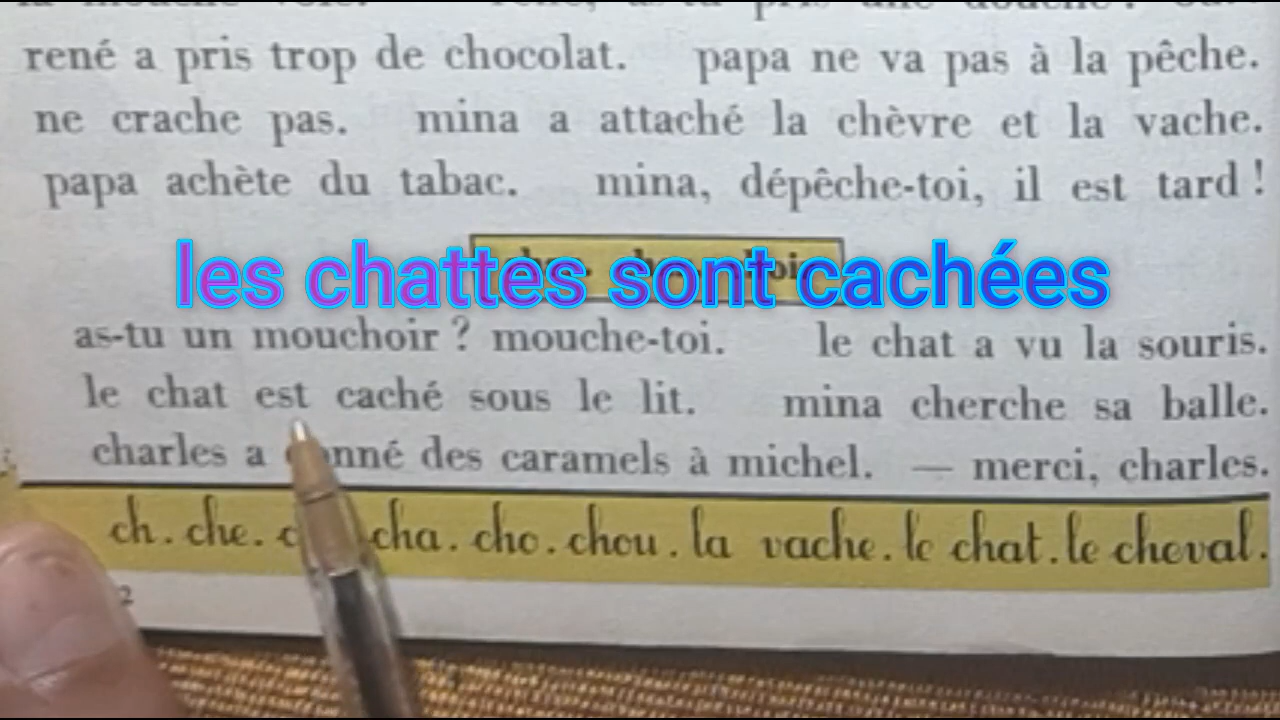 rené a pris trop de chocolat. papa ne va pas à la pêche.
ne crache pas. mina a attaché la chèvre et la vache.
papa achète du tabac. mina, dépêche-toi, il est tard !
les chattes sont cachées
as-tu un mouchoir ? mouche-toi. le chat a vu la souris.
le chat est caché sous le lit. mina cherche sa balle.
charles a donné des caramels à michel. — merci, charles.
ch. che. cha. cho. chou. la vache. le chat. le cheval.
2